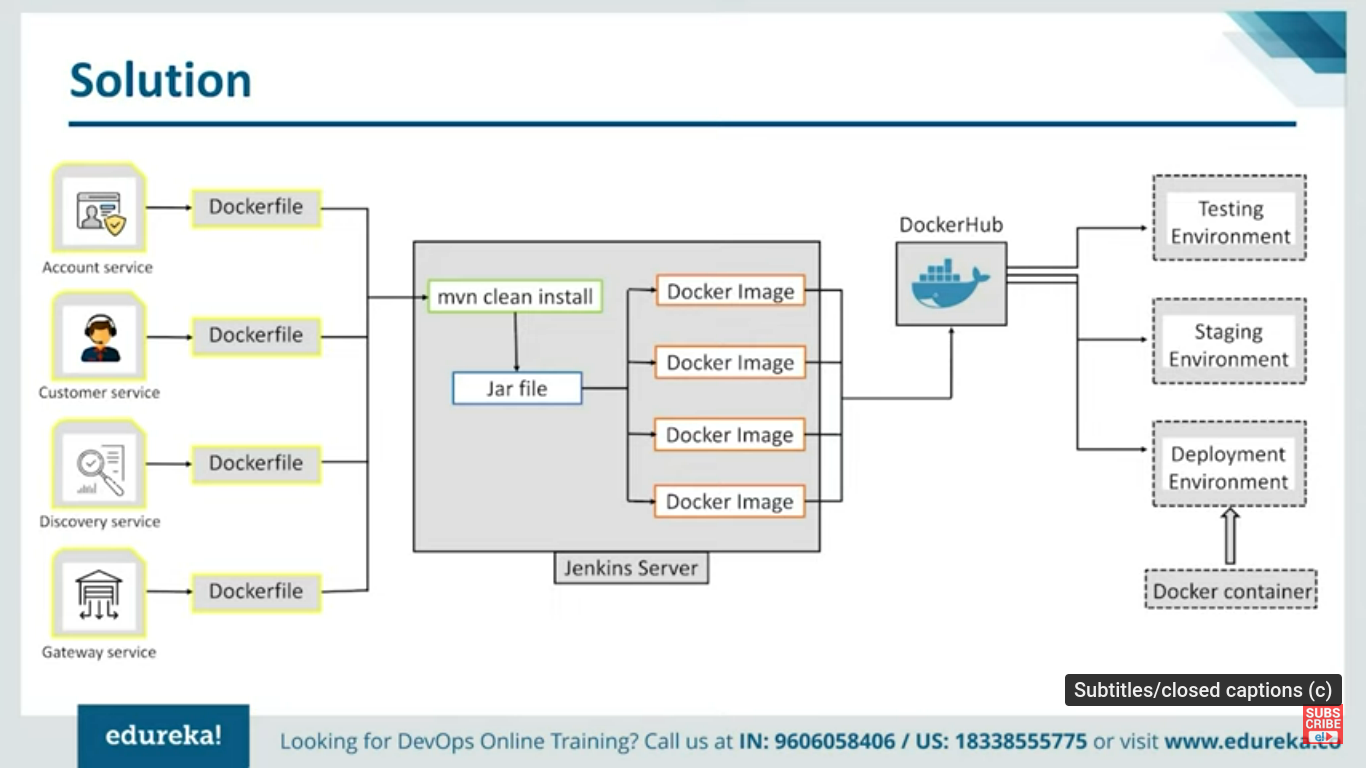 Solution
Account service
Dockerfile
Customer service
Dockerfile
Discovery service
Dockerfile
Gateway service
Dockerfile
mvn clean install
Jar file
Docker Image
Docker Image
Docker Image
Docker Image
Jenkins Server
DockerHub
Testing
Environment
Staging
Environment
Deployment
Environment
Docker container
Subtitles/closed captions (c)
SUBS
CRIBE
e!
edureka!
Looking for DevOps Online Training? Call us at IN: 9606058406 / US: 18338555775 or visit www.edureka.co